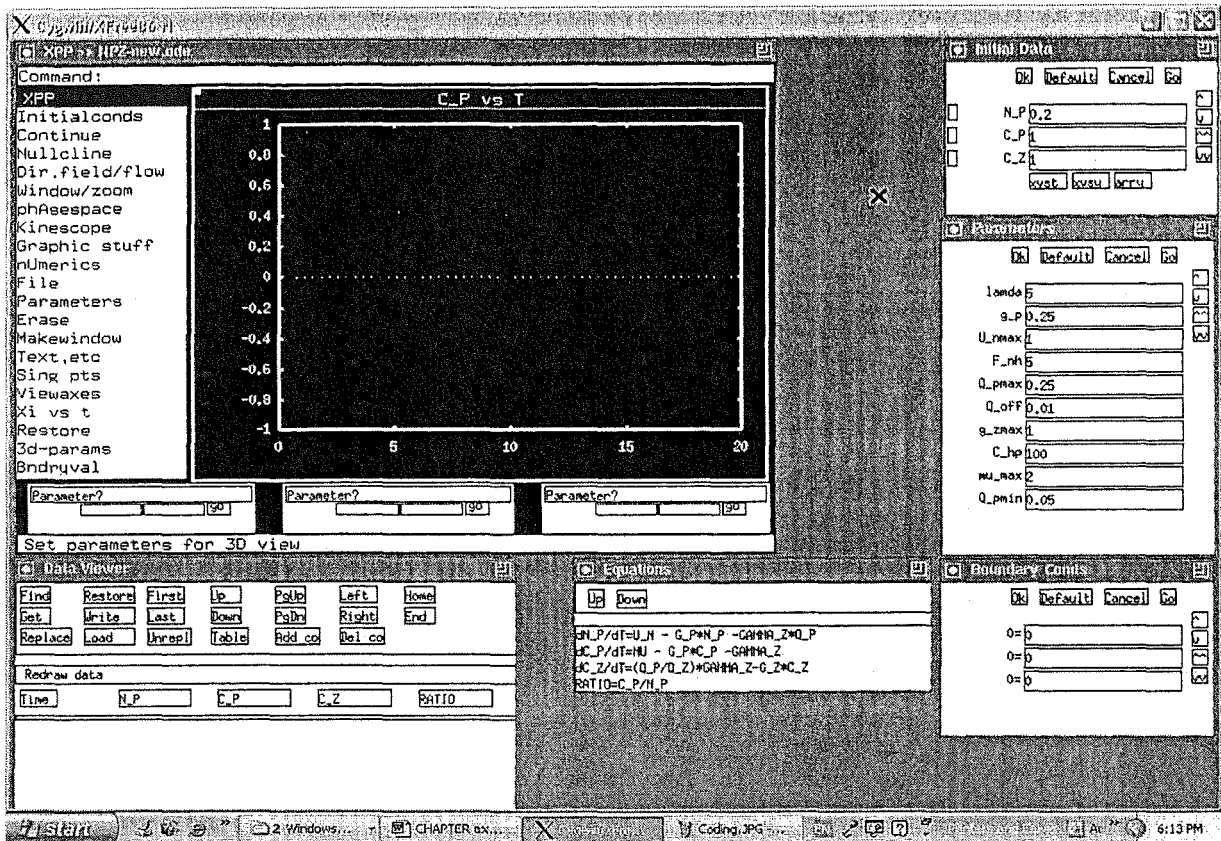 XPP >> NPZ-new.ode
Command:
XPP
Initialconds
Continue
Nullcline
Dir.field/flow
Window/zoom
phAsespace
Kinescope
Graphic stuff
nUmerics
File
Parameters
Erase
Makewindow
Text,etc
Sing pts
Viewaxes
Xi vs t
Restore
3d-params
Bndryval
C_P vs T
1
0.8
0.6
0.4
0.2
0
-0.2
-0.4
-0.6
-0.8
-1
0 5 10 15 20
Parameter? go
Parameter? go
Parameter? go
Set parameters for 3D view
Initial Data
Ok Default Cancel Go
N_P 0.2
C_P 1
C_Z 1
xvst xvsy arry
Parameters
Ok Default Cancel Go
lamda 5
g_p 0.25
U_nmax 1
F_nh 5
Q_pmax 0.25
Q_off 0.01
g_zmax 1
C_hp 100
mu_max 2
Q_pmin 0.05
Data Viewer
Find Restore First Up PgUp Left Home
Get Write Last Down PgDn Right End
Replace Load Unrepl Table Add co Del co
Redraw data
Time N_P C_P C_Z RATIO
Equations
Up Down
dN_P/dT=U_N - G_P*N_P -GAMMA_Z*Q_P
dC_P/dT=MU - G_P*C_P -GAMMA_Z
dC_Z/dT=(Q_P/Q_Z)*GAMMA_Z-G_Z*C_Z
RATIO=C_P/N_P
Boundary Conds
Ok Default Cancel Go
0= 0
0= 0
0= 0
start 2 Windows... CHAPTER ax... Coding.JPG 6:13 PM